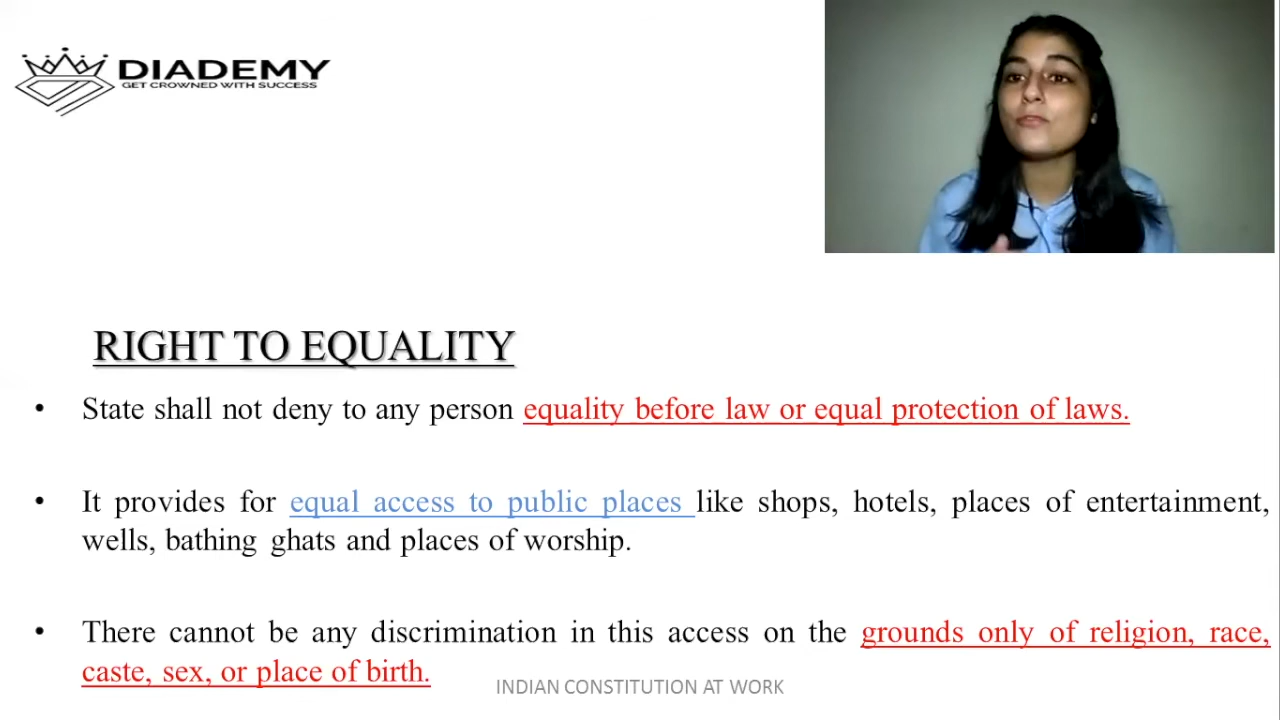 DIADEMY
GET CROWNED WITH SUCCESS
RIGHT TO EQUALITY
• State shall not deny to any person equality before law or equal protection of laws.
• It provides for equal access to public places like shops, hotels, places of entertainment,
wells, bathing ghats and places of worship.
• There cannot be any discrimination in this access on the grounds only of religion, race,
caste, sex, or place of birth.
INDIAN CONSTITUTION AT WORK